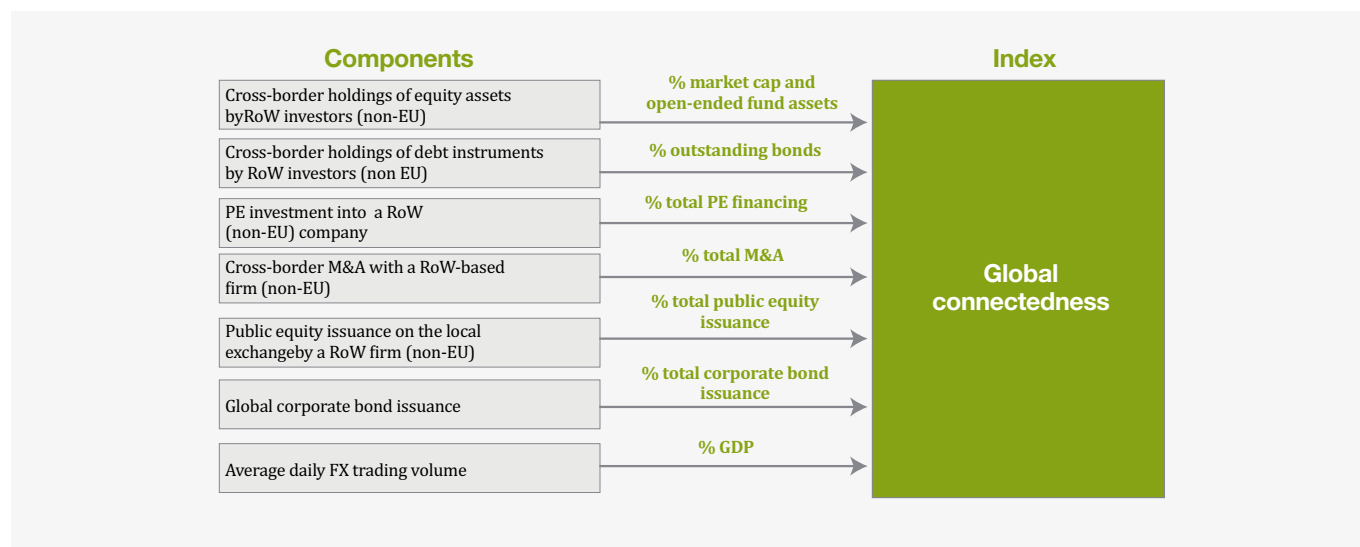 Components
Index
Cross-border holdings of equity assets
byRoW investors (non-EU)
% market cap and
open-ended fund assets
Cross-border holdings of debt instruments
by RoW investors (non EU)
% outstanding bonds
PE investment into a RoW
(non-EU) company
% total PE financing
Cross-border M&A with a RoW-based
firm (non-EU)
% total M&A
Public equity issuance on the local
exchangeby a RoW firm (non-EU)
% total public equity
issuance
Global corporate bond issuance
% total corporate bond
issuance
Average daily FX trading volume
% GDP
Global
connectedness